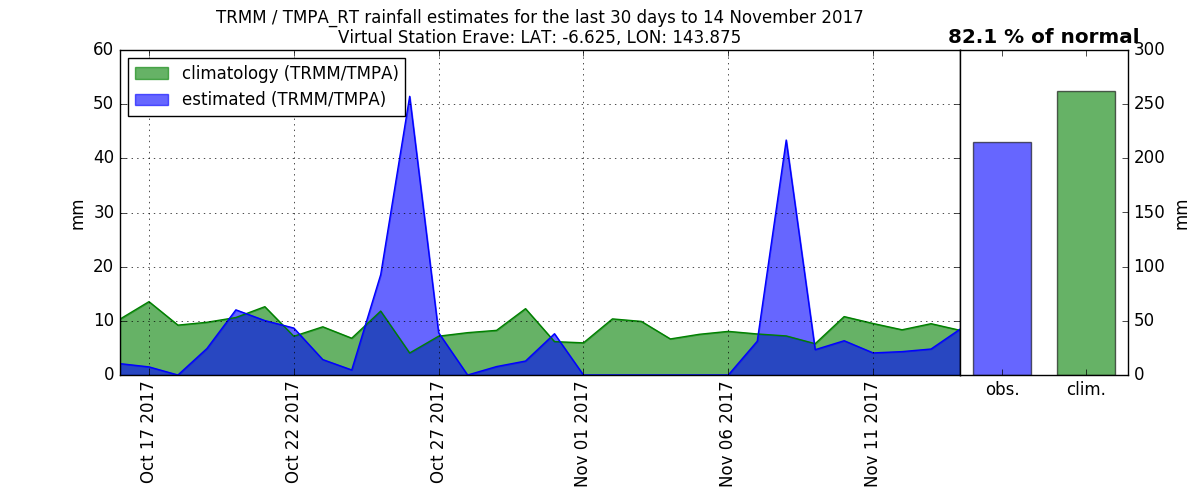 TRMM / TMPA_RT rainfall estimates for the last 30 days to 14 November 2017
Virtual Station Erave: LAT: -6.625, LON: 143.875
82.1 % of normal
climatology (TRMM/TMPA)
estimated (TRMM/TMPA)
60
50
40
30
20
10
0
mm
300
250
200
150
100
50
0
mm
Oct 17 2017
Oct 22 2017
Oct 27 2017
Nov 01 2017
Nov 06 2017
Nov 11 2017
obs.
clim.